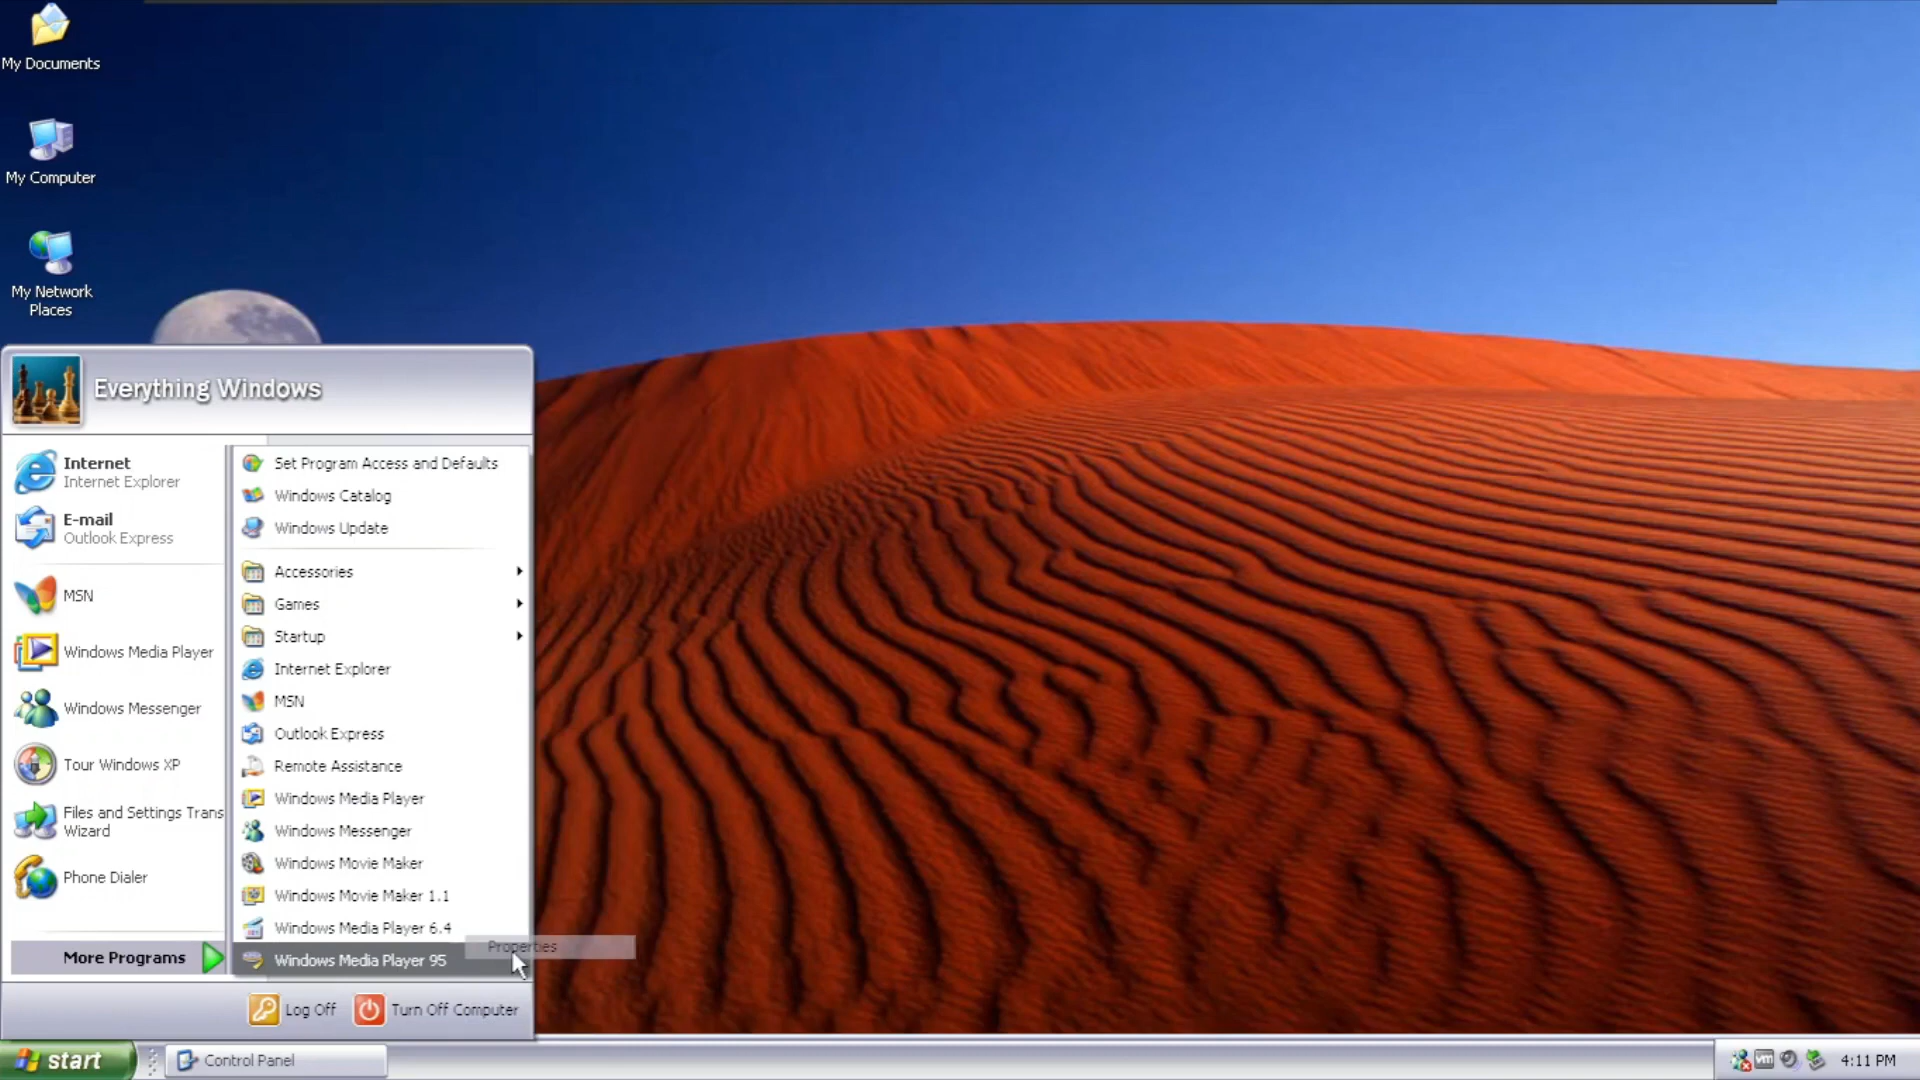 My Documents
My Computer
My Network
Places
Everything Windows
Internet
Internet Explorer
E-mail
Outlook Express
MSN
Windows Media Player
Windows Messenger
Tour Windows XP
Files and Settings Trans
Wizard
Phone Dialer
More Programs
Set Program Access and Defaults
Windows Catalog
Windows Update
Accessories
Games
Startup
Internet Explorer
MSN
Outlook Express
Remote Assistance
Windows Media Player
Windows Messenger
Windows Movie Maker
Windows Movie Maker 1.1
Windows Media Player 6.4
Windows Media Player 95
Properties
Log Off
Turn Off Computer
start
Control Panel
vm
4:11 PM